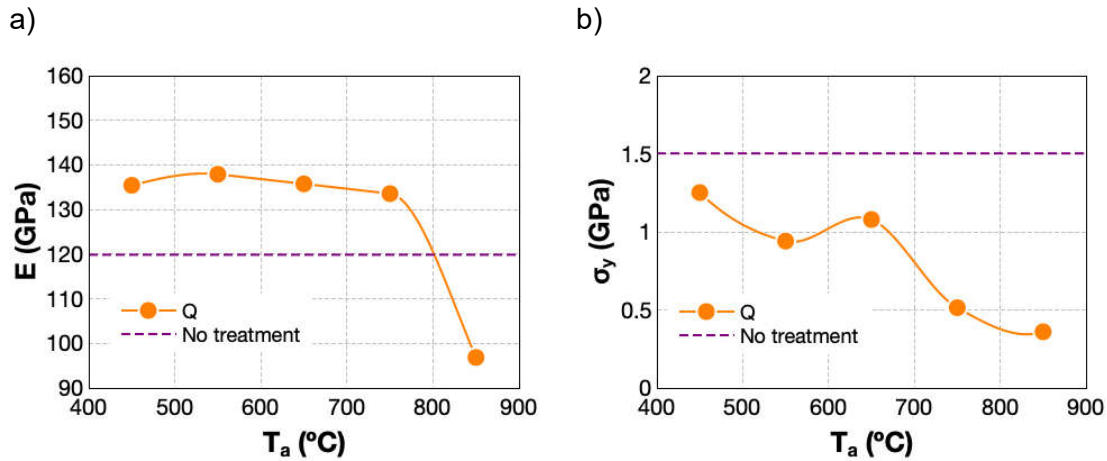 a)
b)
160
150
140
130
120
110
100
90
E (GPa)
Q
No treatment
400 500 600 700 800 900
Tₐ (ºC)
2
1.5
1
0.5
0
σy (GPa)
Q
No treatment
400 500 600 700 800 900
Tₐ (ºC)